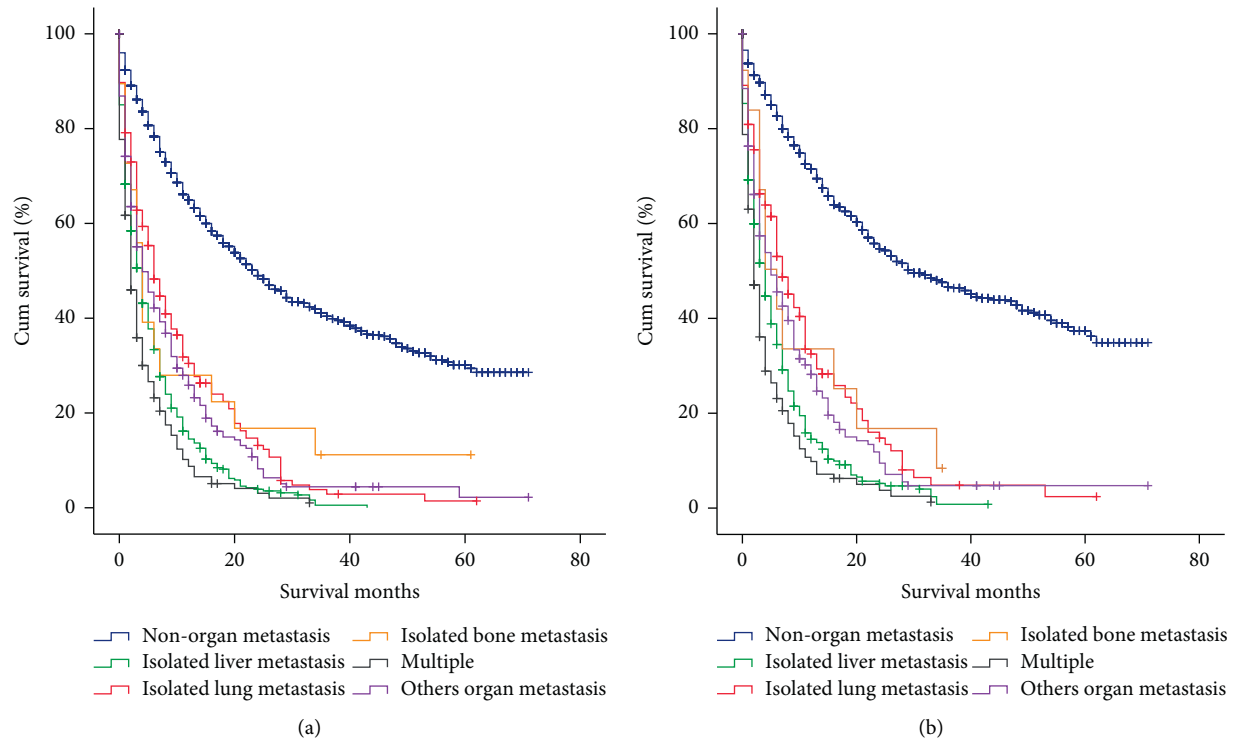 100
80
60
40
20
0
Cum survival (%)
0 20 40 60 80
Survival months
Non-organ metastasis
Isolated liver metastasis
Isolated lung metastasis
Isolated bone metastasis
Multiple
Others organ metastasis
(a)
100
80
60
40
20
0
Cum survival (%)
0 20 40 60 80
Survival months
Non-organ metastasis
Isolated liver metastasis
Isolated lung metastasis
Isolated bone metastasis
Multiple
Others organ metastasis
(b)